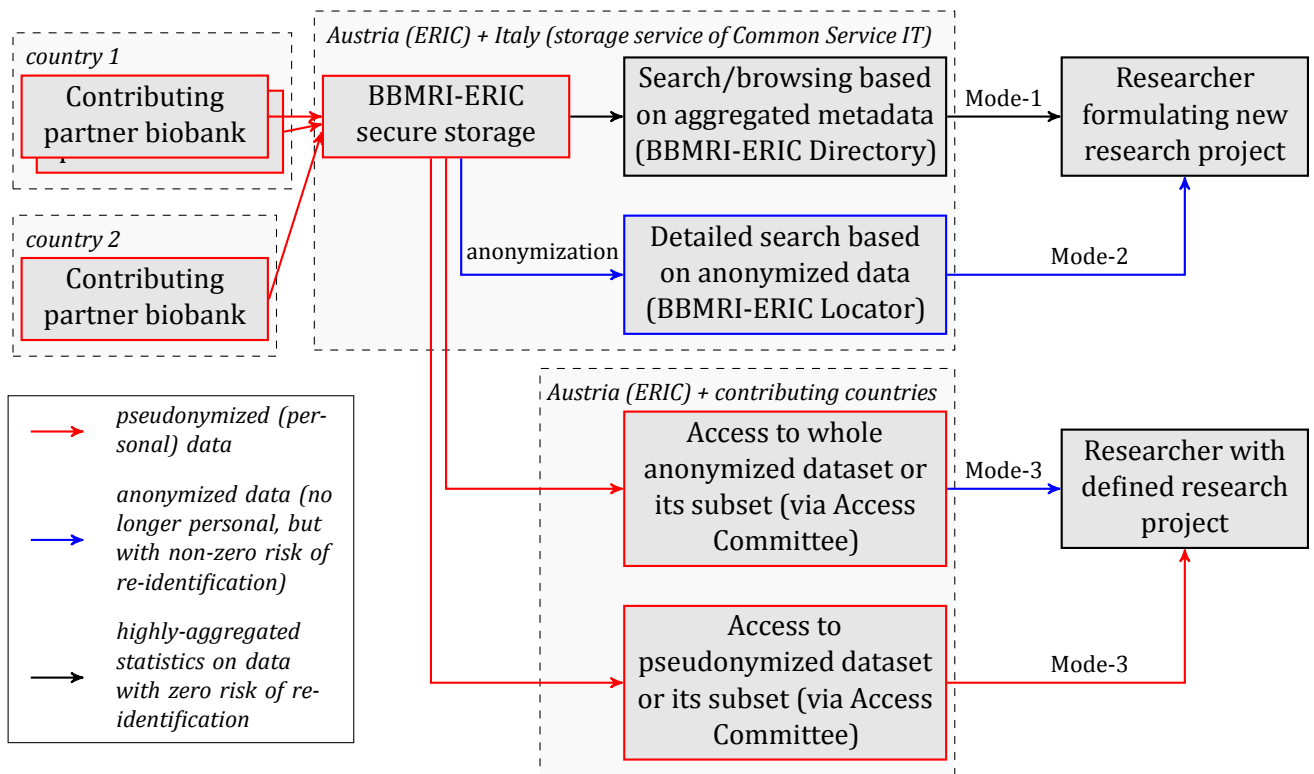 Austria (ERIC) + Italy (storage service of Common Service IT)
country 1
Contributing
partner biobank
BBMRI-ERIC
secure storage
Search/browsing based
on aggregated metadata
(BBMRI-ERIC Directory)
Mode-1
Researcher
formulating new
research project
country 2
Contributing
partner biobank
anonymization
Detailed search based
on anonymized data
(BBMRI-ERIC Locator)
Mode-2
Austria (ERIC) + contributing countries
Access to whole
anonymized dataset or
its subset (via Access
Committee)
Mode-3
Researcher with
defined research
project
Access to
pseudonymized dataset
or its subset (via Access
Committee)
Mode-3
pseudonymized (per-
sonal) data
anonymized data (no
longer personal, but
with non-zero risk of
re-identification)
highly-aggregated
statistics on data
with zero risk of re-
identification